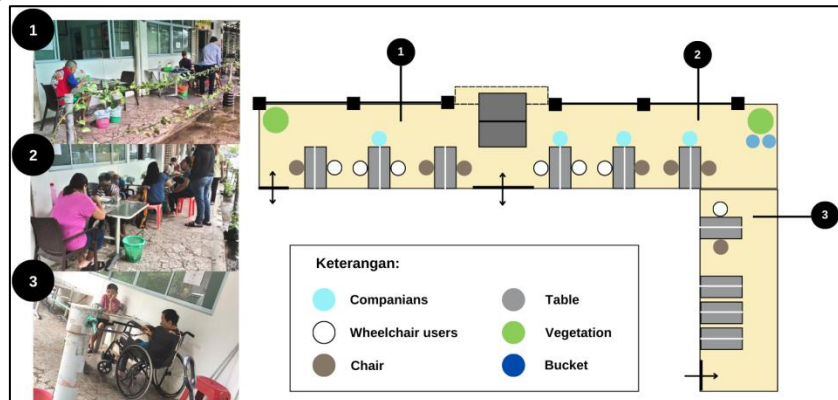 1
2
3
1
2
3
Keterangan:
Companians
Wheelchair users
Chair
Table
Vegetation
Bucket